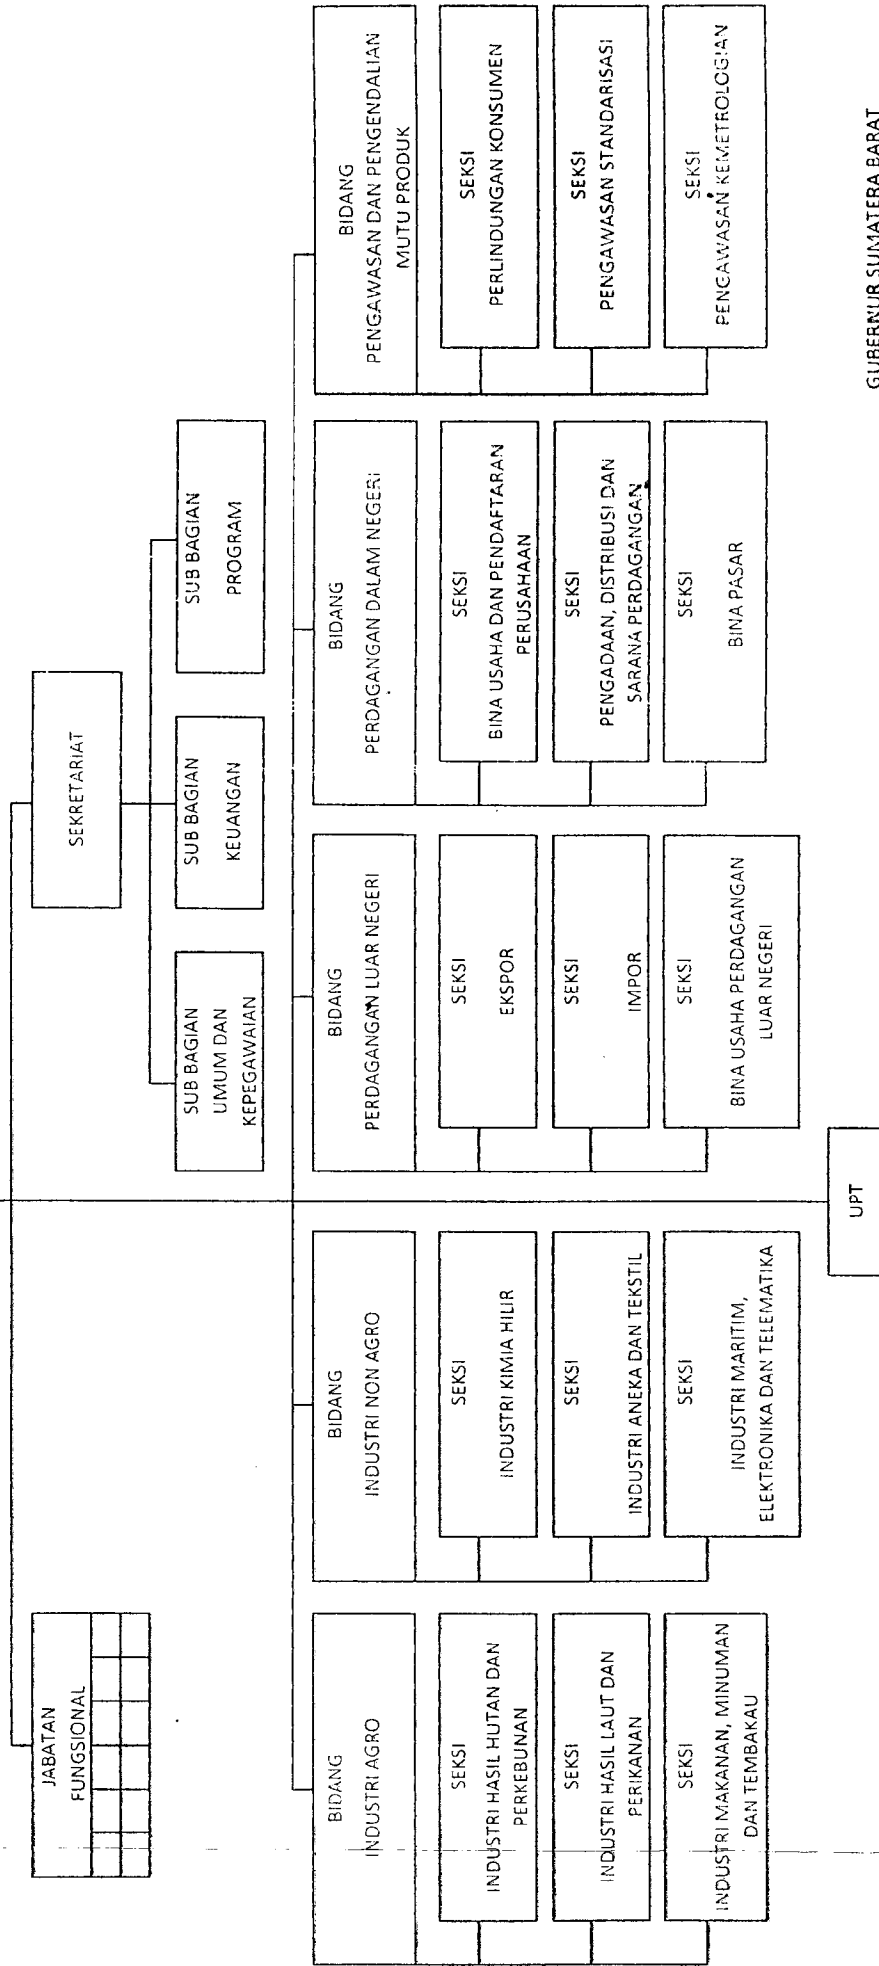 JABATAN
FUNGSIONAL
SEKRETARIAT
SUB BAGIAN
UMUM DAN
KEPEGAWAIAN
SUB BAGIAN
KEUANGAN
SUB BAGIAN
PROGRAM
BIDANG
INDUSTRI AGRO
SEKSI
INDUSTRI HASIL HUTAN DAN
PERKEBUNAN
SEKSI
INDUSTRI HASIL LAUT DAN
PERIKANAN
SEKSI
INDUSTRI MAKANAN, MINUMAN
DAN TEMBAKAU
BIDANG
INDUSTRI NON AGRO
SEKSI
INDUSTRI KIMIA HILIR
SEKSI
INDUSTRI ANEKA DAN TEKSTIL
SEKSI
INDUSTRI MARITIM,
ELEKTRONIKA DAN TELEMATIKA
BIDANG
PERDAGANGAN LUAR NEGERI
SEKSI
EKSPOR
SEKSI
IMPOR
SEKSI
BINA USAHA PERDAGANGAN
LUAR NEGERI
BIDANG
PERDAGANGAN DALAM NEGERI
SEKSI
BINA USAHA DAN PENDAFTARAN
PERUSAHAAN
SEKSI
PENGADAAN, DISTRIBUSI DAN
SARANA PERDAGANGAN
SEKSI
BINA PASAR
BIDANG
PENGAWASAN DAN PENGENDALIAN
MUTU PRODUK
SEKSI
PERLINDUNGAN KONSUMEN
SEKSI
PENGAWASAN STANDARISASI
SEKSI
PENGAWASAN KEMETROLOGIAN
UPT
GUBERNUR SUMATERA BARAT